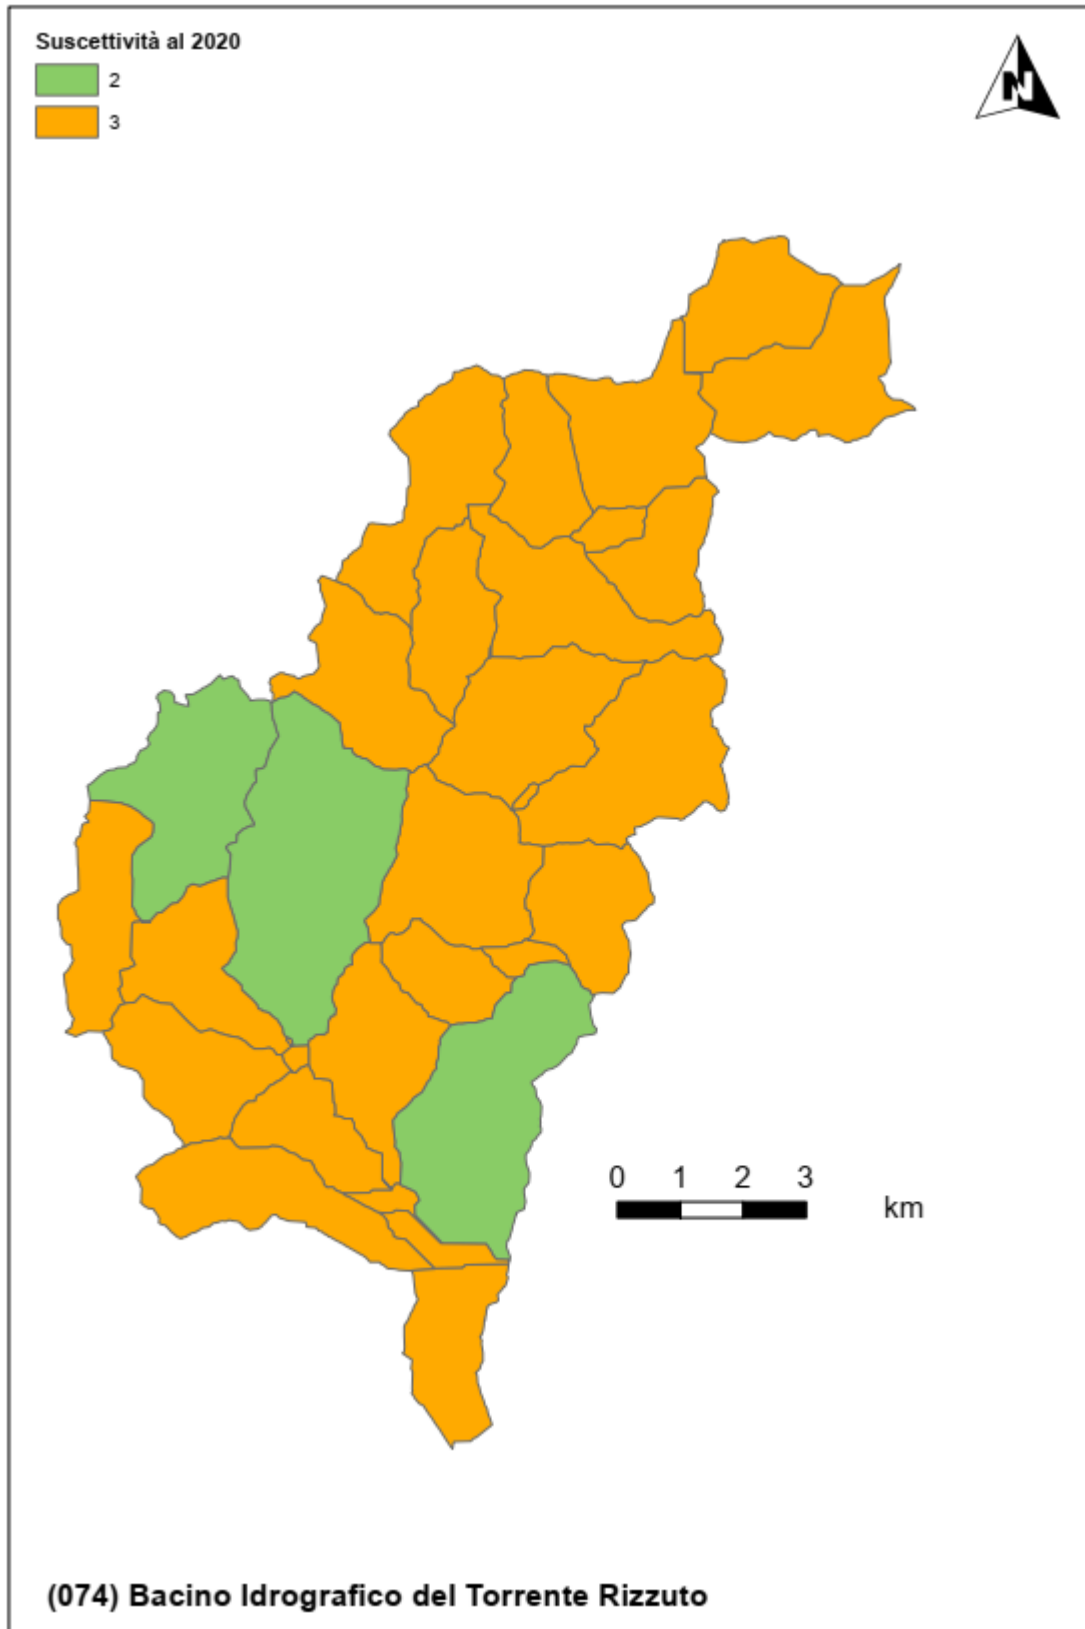 Suscettività al 2020
2
3
N
0 1 2 3
km
(074) Bacino Idrografico del Torrente Rizzuto